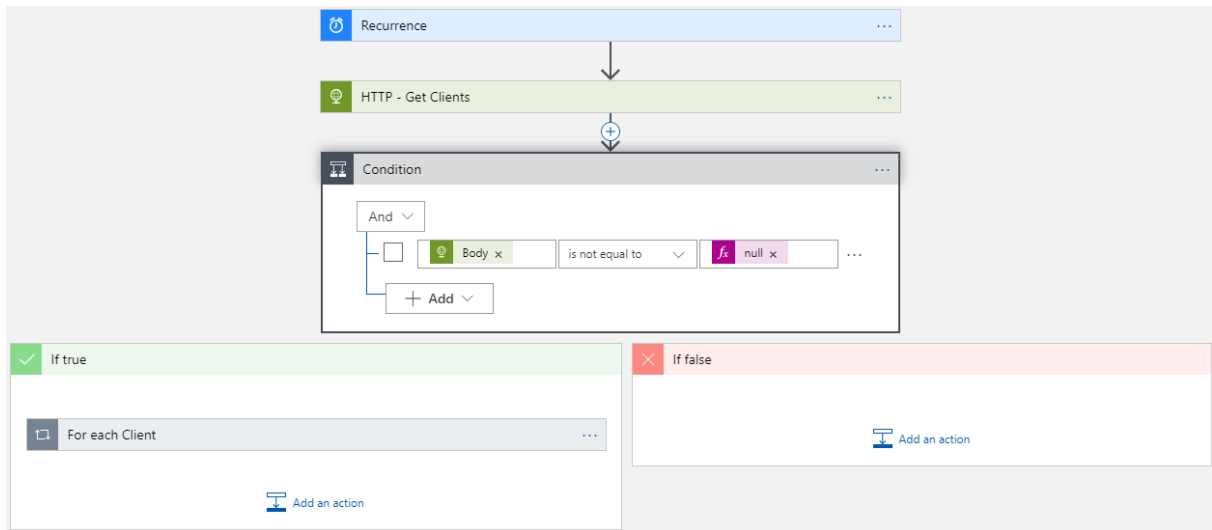 Recurrence
HTTP - Get Clients
Condition
And
Body × is not equal to fx null ×
+ Add
If true
If false
For each Client
Add an action
Add an action